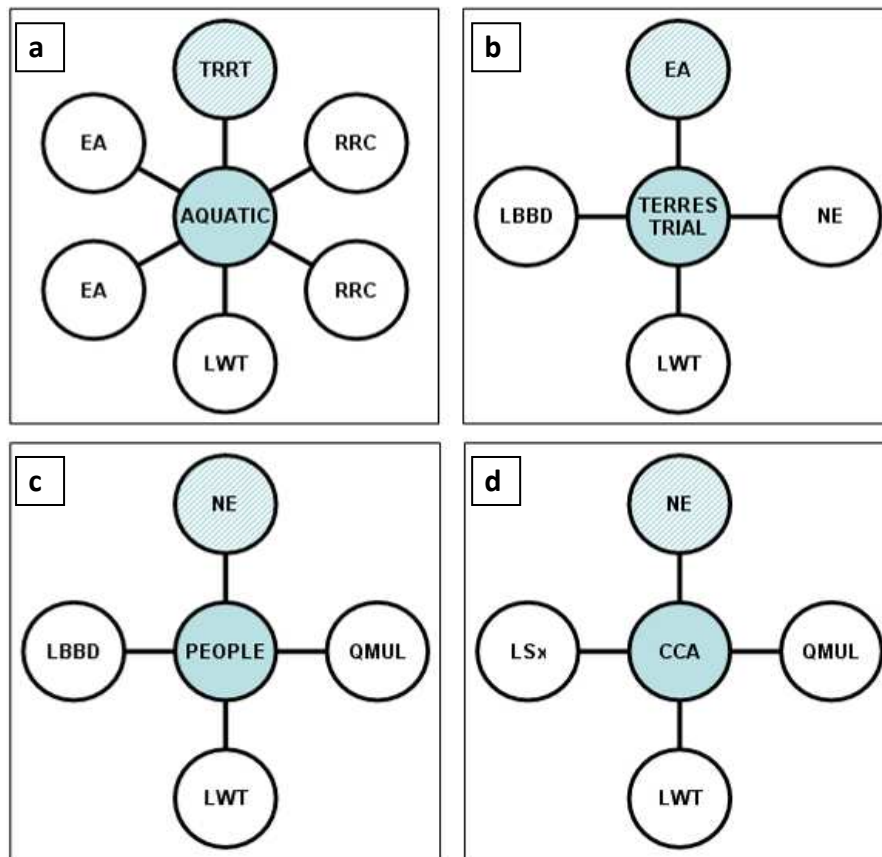 a
TRRT
EA
RRC
AQUATIC
EA
RRC
LWT
b
EA
LBBD
TERRES
TRIAL
NE
LWT
c
NE
LBBD
PEOPLE
QMUL
LWT
d
NE
LSx
CCA
QMUL
LWT